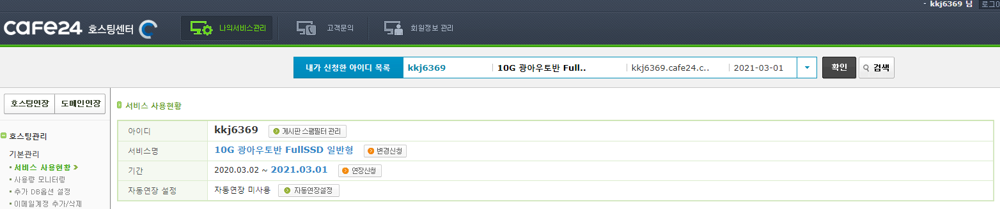 - kkj6369 님 로그아
cafe24 호스팅센터 나의서비스관리 고객문의 회원정보 관리
내가 신청한 아이디 목록 kkj6369 | 10G 광아우토반 Full.. | kkj6369.cafe24.c.. | 2021-03-01 확인 검색
호스팅연장 도메인연장
서비스 사용현황
아이디 kkj6369 게시판 스팸필터 관리
서비스명 10G 광아우토반 FullSSD 일반형 변경신청
기간 2020.03.02 ~ 2021.03.01 연장신청
자동연장 설정 자동연장 미사용 자동연장설정
호스팅관리
기본관리
서비스 사용현황
사용량 모니터링
추가 DB옵션 설정
이메일계정 추가/삭제